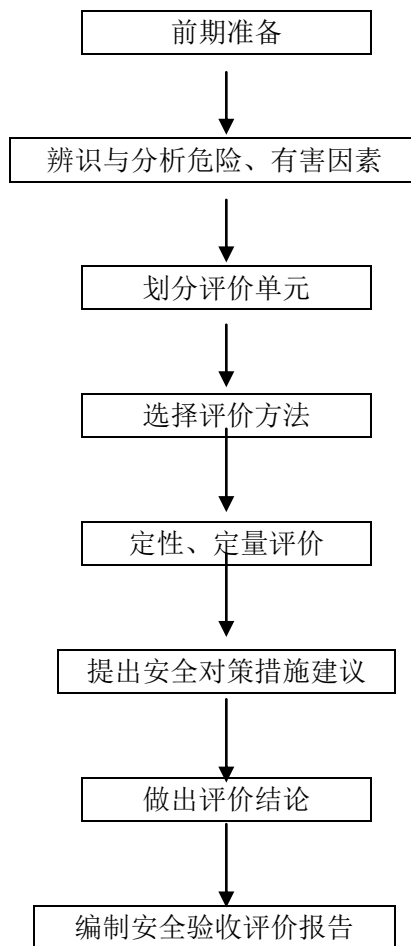 前期准备
辨识与分析危险、有害因素
划分评价单元
选择评价方法
定性、定量评价
提出安全对策措施建议
做出评价结论
编制安全验收评价报告